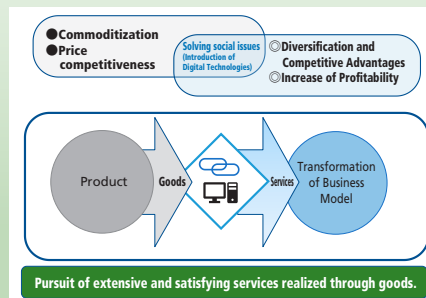 ●Commoditization
●Price
competitiveness
Solving social issues
(Introduction of
Digital Technologies)
◎Diversification and
Competitive Advantages
◎Increase of Profitability
Product
Goods
Services
Transformation
of Business
Model
Pursuit of extensive and satisfying services realized through goods.